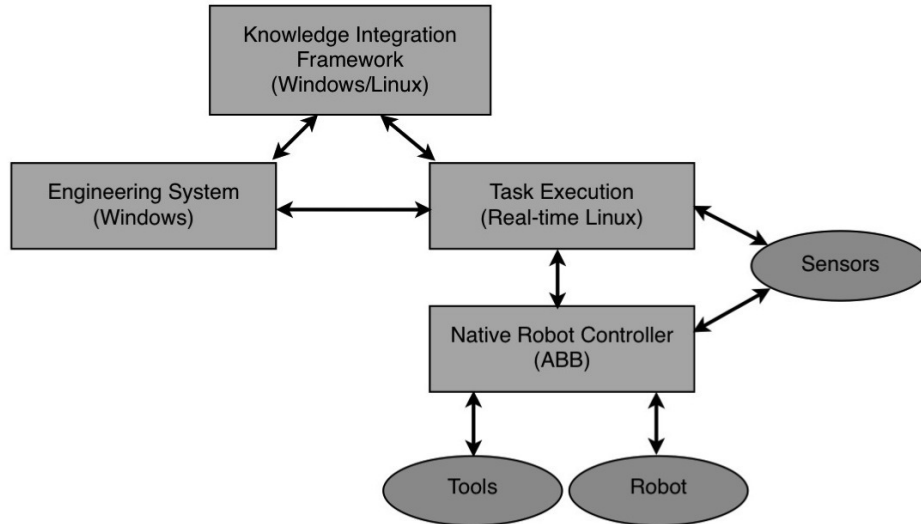 Knowledge Integration
Framework
(Windows/Linux)
Engineering System
(Windows)
Task Execution
(Real-time Linux)
Sensors
Native Robot Controller
(ABB)
Tools
Robot